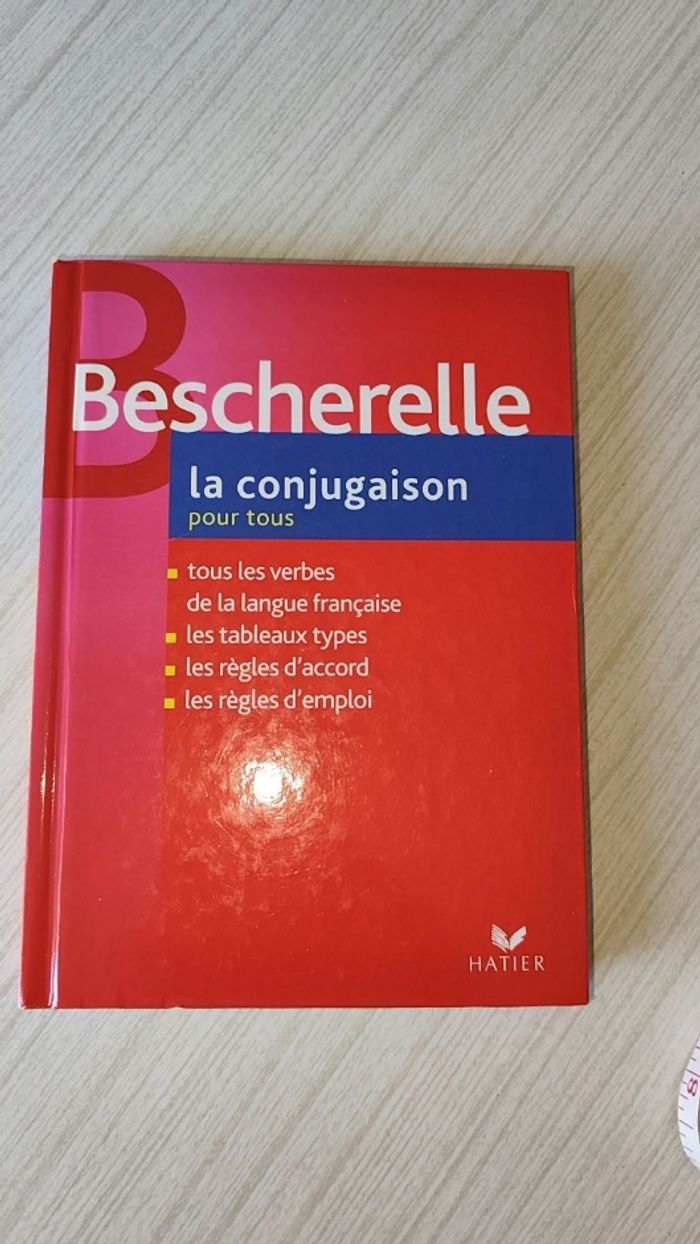 B
Bescherelle
la conjugaison
pour tous
tous les verbes
de la langue française
les tableaux types
les règles d'accord
les règles d'emploi
HATIER
8